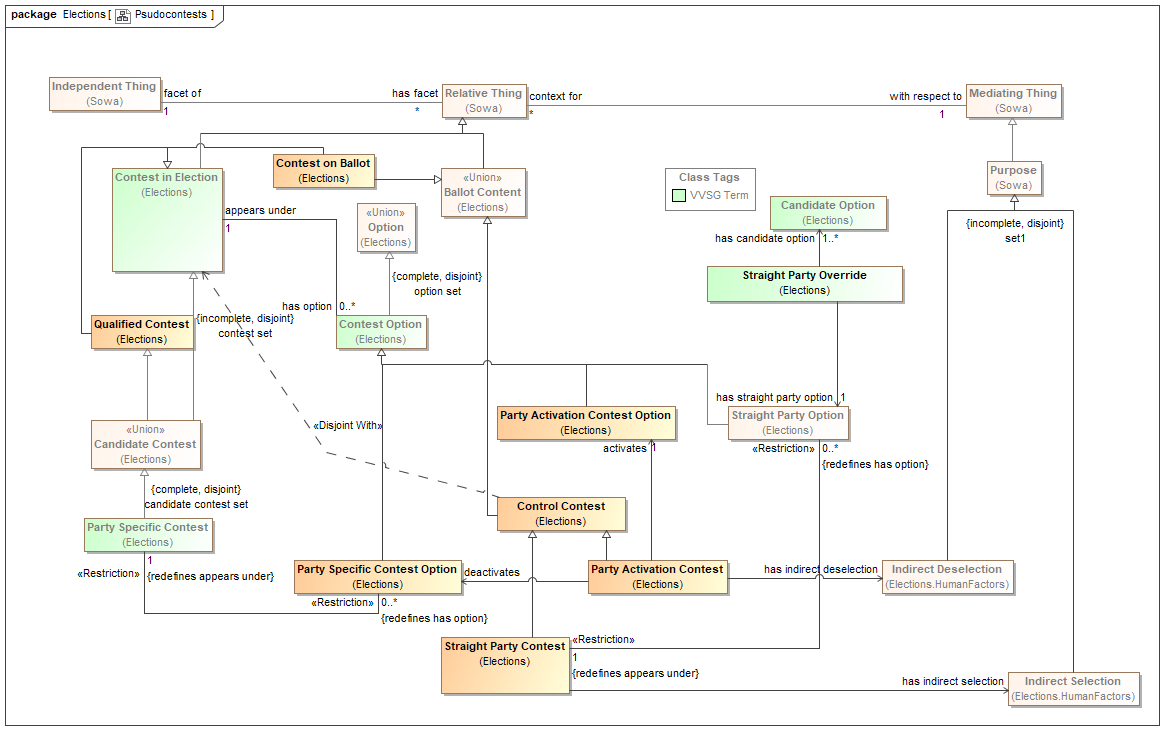 package Elections [ Psudocontests ]
Independent Thing
(Sowa)
facet of
1
has facet
*
Relative Thing
(Sowa)
context for
*
with respect to
1
Mediating Thing
(Sowa)
Contest in Election
(Elections)
Contest on Ballot
(Elections)
«Union»
Ballot Content
(Elections)
Purpose
(Sowa)
Class Tags
VVSG Term
appears under
1
«Union»
Option
(Elections)
Candidate Option
(Elections)
{incomplete, disjoint}
set1
has candidate option
1..*
{complete, disjoint}
option set
Straight Party Override
(Elections)
has option
0..*
Qualified Contest
(Elections)
{incomplete, disjoint}
contest set
Contest Option
(Elections)
has straight party option
1
Party Activation Contest Option
(Elections)
Straight Party Option
(Elections)
«Union»
Candidate Contest
(Elections)
«Disjoint With»
activates
1
«Restriction»
0..*
{redefines has option}
{complete, disjoint}
candidate contest set
Control Contest
(Elections)
Party Specific Contest
(Elections)
1
«Restriction»
{redefines appears under}
Party Specific Contest Option
(Elections)
deactivates
Party Activation Contest
(Elections)
has indirect deselection
Indirect Deselection
(Elections.HumanFactors)
«Restriction»
0..*
{redefines has option}
Straight Party Contest
(Elections)
«Restriction»
1
{redefines appears under}
has indirect selection
Indirect Selection
(Elections.HumanFactors)